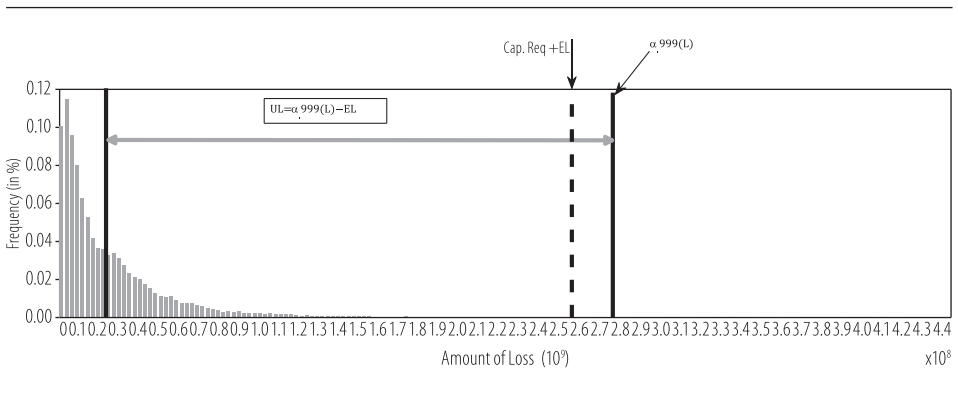 Cap. Req +EL
α.999(L)
UL=α.999(L)−EL
0.12
0.10
0.08
0.06
0.04
0.02
0.00
Frequency (in %)
0 0.1 0.2 0.3 0.4 0.5 0.6 0.7 0.8 0.9 1.0 1.1 1.2 1.3 1.4 1.5 1.6 1.7 1.8 1.9 2.0 2.1 2.2 2.3 2.4 2.5 2.6 2.7 2.8 2.9 3.0 3.1 3.2 3.3 3.4 3.5 3.6 3.7 3.8 3.9 4.0 4.1 4.2 4.3 4.4
Amount of Loss (10⁹)
x10⁸